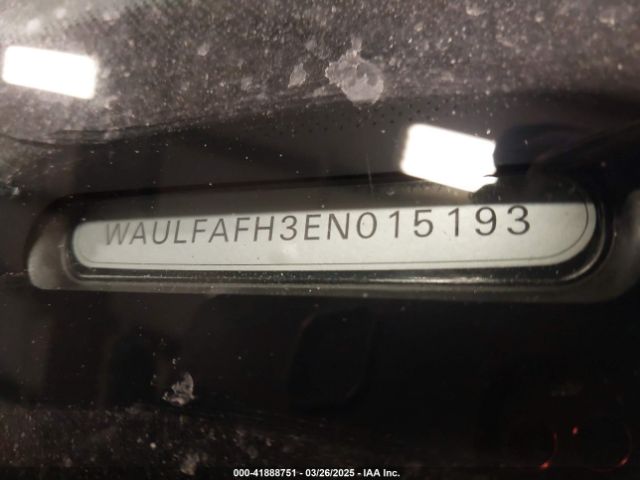 WAULFAFH3EN015193
000-41888751 — 03/26/2025 — IAA Inc.